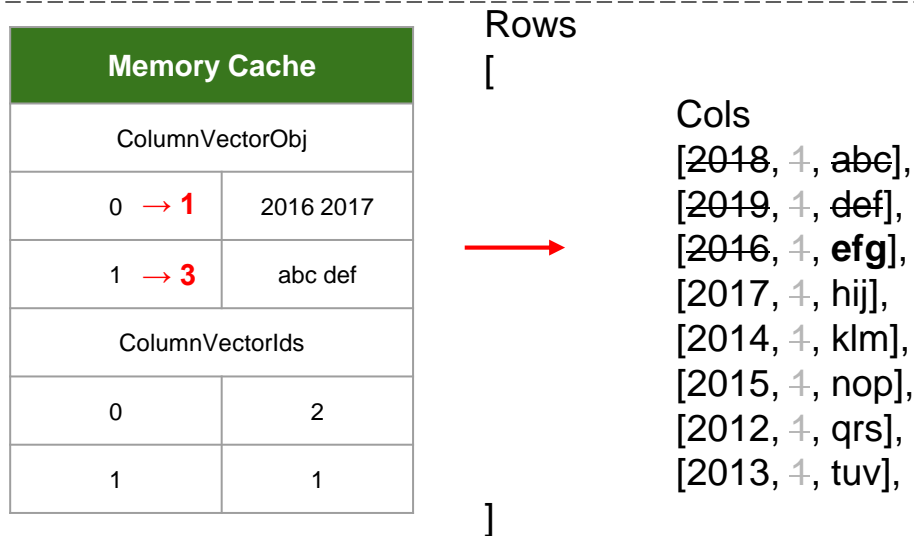 Memory Cache
ColumnVectorObj
0 → 1 2016 2017
1 → 3 abc def
ColumnVectorIds
0 2
1 1
Rows
[
Cols
[2018, 1, abc],
[2019, 1, def],
[2016, 1, efg],
[2017, 1, hij],
[2014, 1, klm],
[2015, 1, nop],
[2012, 1, qrs],
[2013, 1, tuv],
]